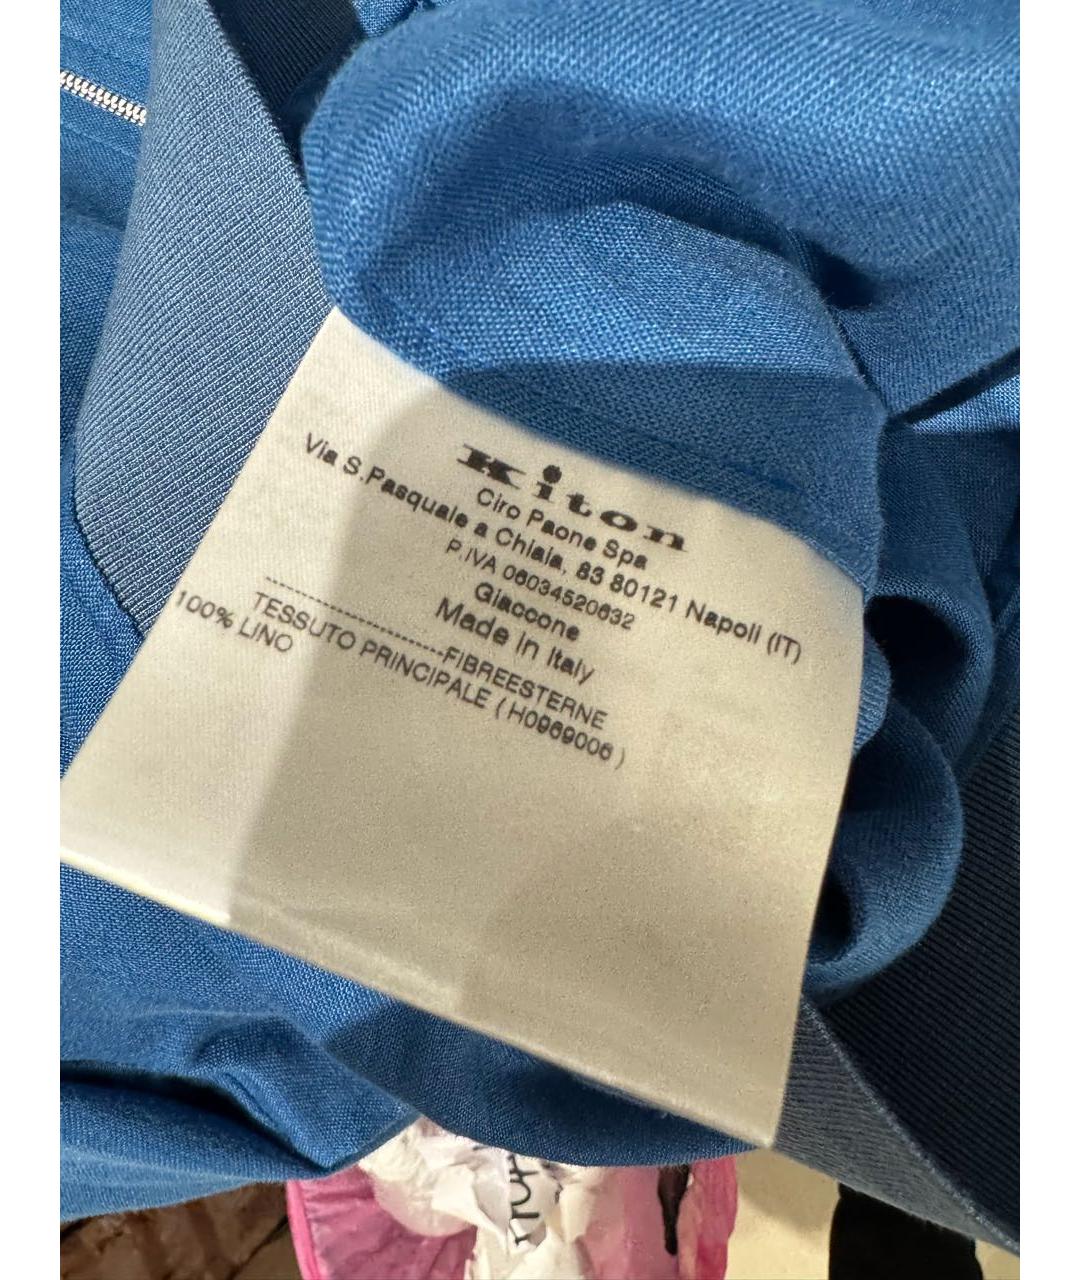 Kiton
Ciro Paone Spa
Via S.Pasquale a Chiaia, 83 80121 Napoli (IT)
P.IVA 06034520632
Giaccone
Made in Italy
--------------------FIBREESTERNE
TESSUTO PRINCIPALE ( H0969006 )
100% LINO